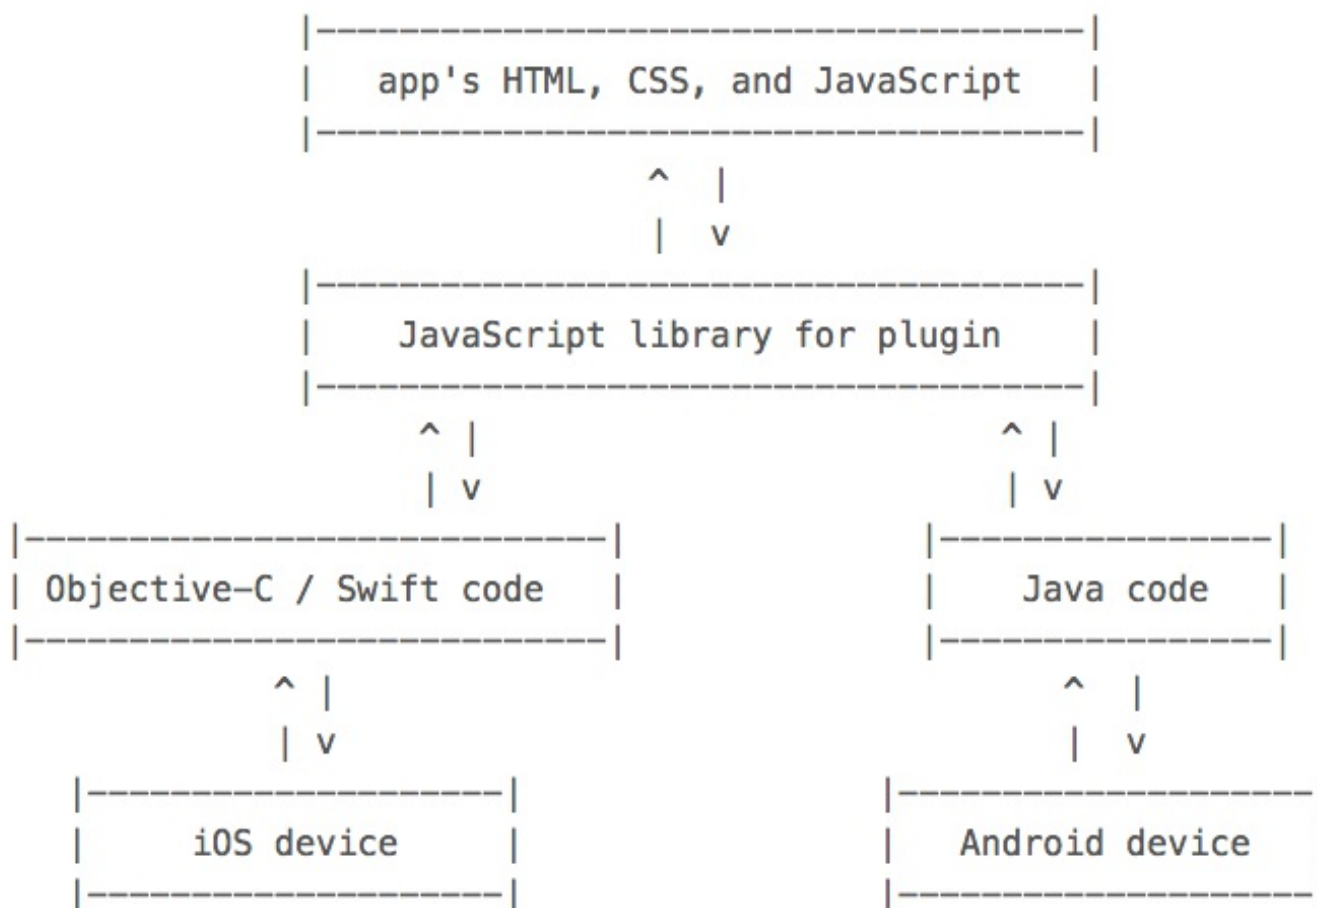 |-------------------------------------|
|   app's HTML, CSS, and JavaScript   |
|-------------------------------------|
^  |
|  v
|-------------------------------------|
|    JavaScript library for plugin    |
|-------------------------------------|
^ |                         ^ |
| v                         | v
|----------------------------|              |----------------|
| Objective-C / Swift code   |              |    Java code   |
|----------------------------|              |----------------|
^ |                                   ^  |
| v                                   |  v
|--------------------|                 |--------------------
|     iOS device     |                 |   Android device
|--------------------|                 |--------------------